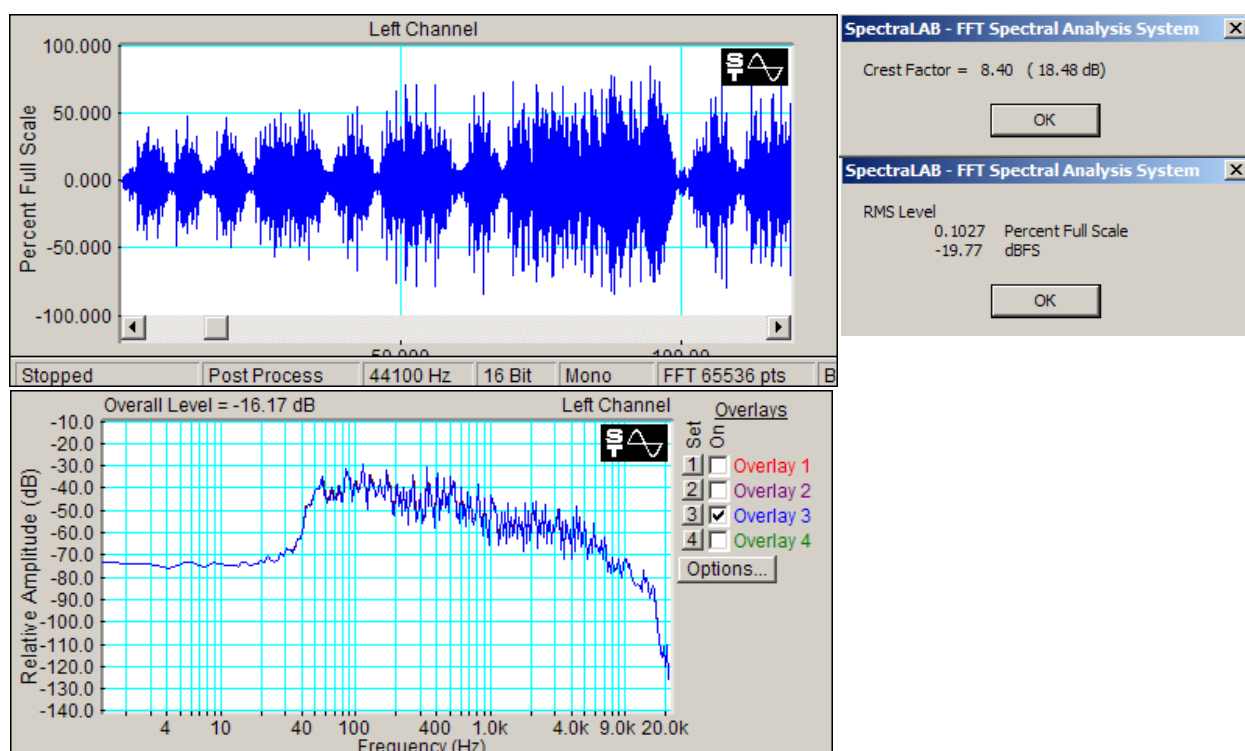 Left Channel
100.000
50.000
0.000
-50.000
-100.000
Percent Full Scale
S T
50.000
100.00
Stopped Post Process 44100 Hz 16 Bit Mono FFT 65536 pts B
SpectraLAB - FFT Spectral Analysis System
Crest Factor = 8.40 ( 18.48 dB)
OK
SpectraLAB - FFT Spectral Analysis System
RMS Level
0.1027 Percent Full Scale
-19.77 dBFS
OK
Overall Level = -16.17 dB Left Channel
-10.0
-20.0
-30.0
-40.0
-50.0
-60.0
-70.0
-80.0
-90.0
-100.0
-110.0
-120.0
-130.0
-140.0
Relative Amplitude (dB)
S T
4 10 40 100 400 1.0k 4.0k 9.0k 20.0k
Frequency (Hz)
Overlays
Set On
1 Overlay 1
2 Overlay 2
3 Overlay 3
4 Overlay 4
Options...